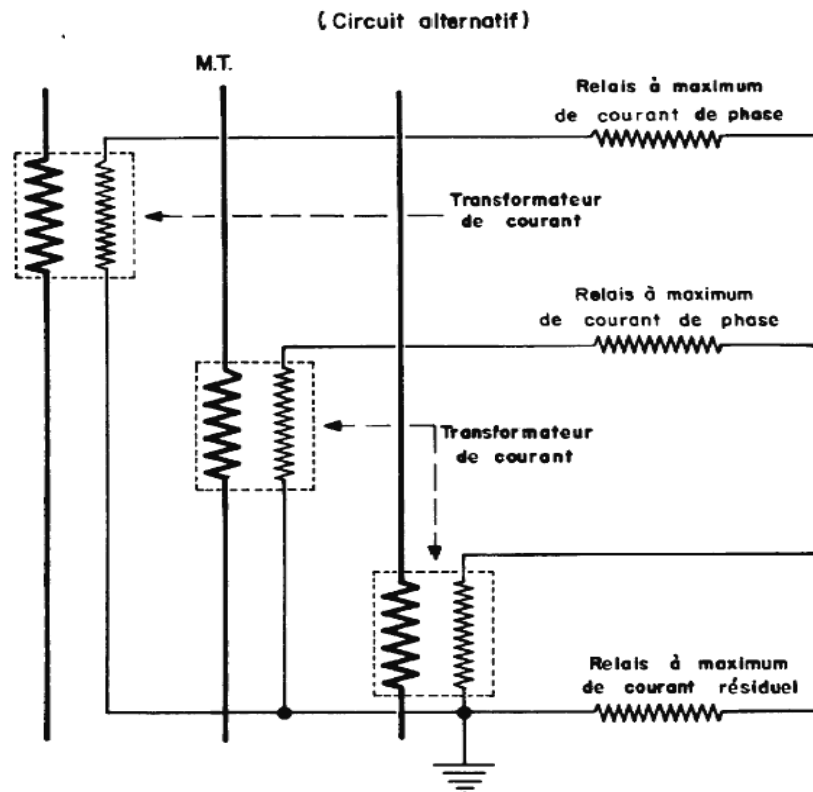 (Circuit alternatif)
M.T.
Relais à maximum
de courant de phase
Transformateur
de courant
Relais à maximum
de courant de phase
Transformateur
de courant
Relais à maximum
de courant résiduel